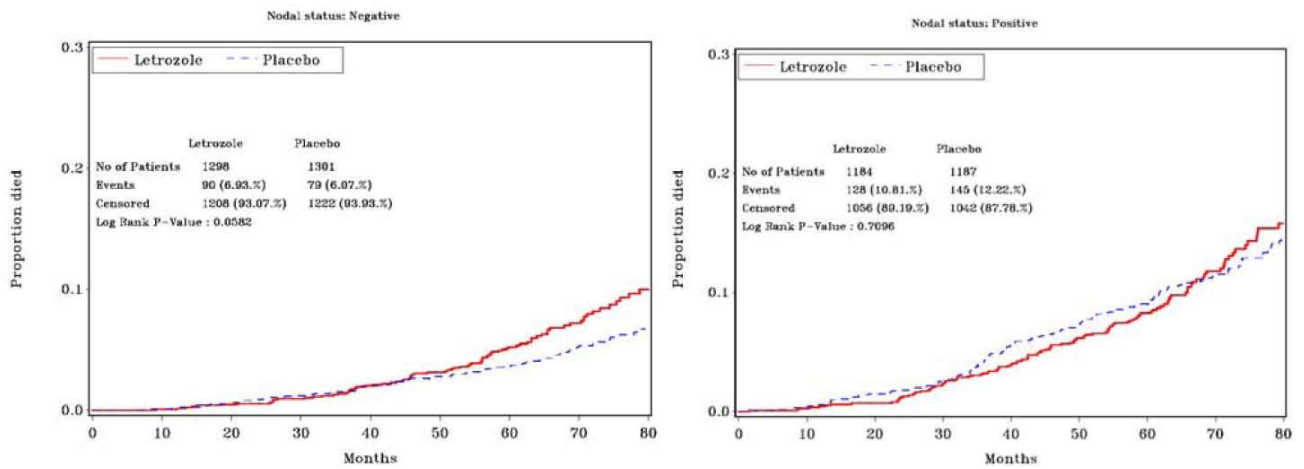 Nodal status: Negative
0.3
Letrozole Placebo
Letrozole Placebo
No of Patients 1298 1301
Events 90 (6.93.%) 79 (6.07.%)
Censored 1208 (93.07.%) 1222 (93.93.%)
Log Rank P-Value : 0.0582
0.2
0.1
0.0
Proportion died
0 10 20 30 40 50 60 70 80
Months
Nodal status: Positive
0.3
Letrozole Placebo
Letrozole Placebo
No of Patients 1184 1187
Events 128 (10.81.%) 145 (12.22.%)
Censored 1056 (89.19.%) 1042 (87.78.%)
Log Rank P-Value : 0.7096
0.2
0.1
0.0
Proportion died
0 10 20 30 40 50 60 70 80
Months